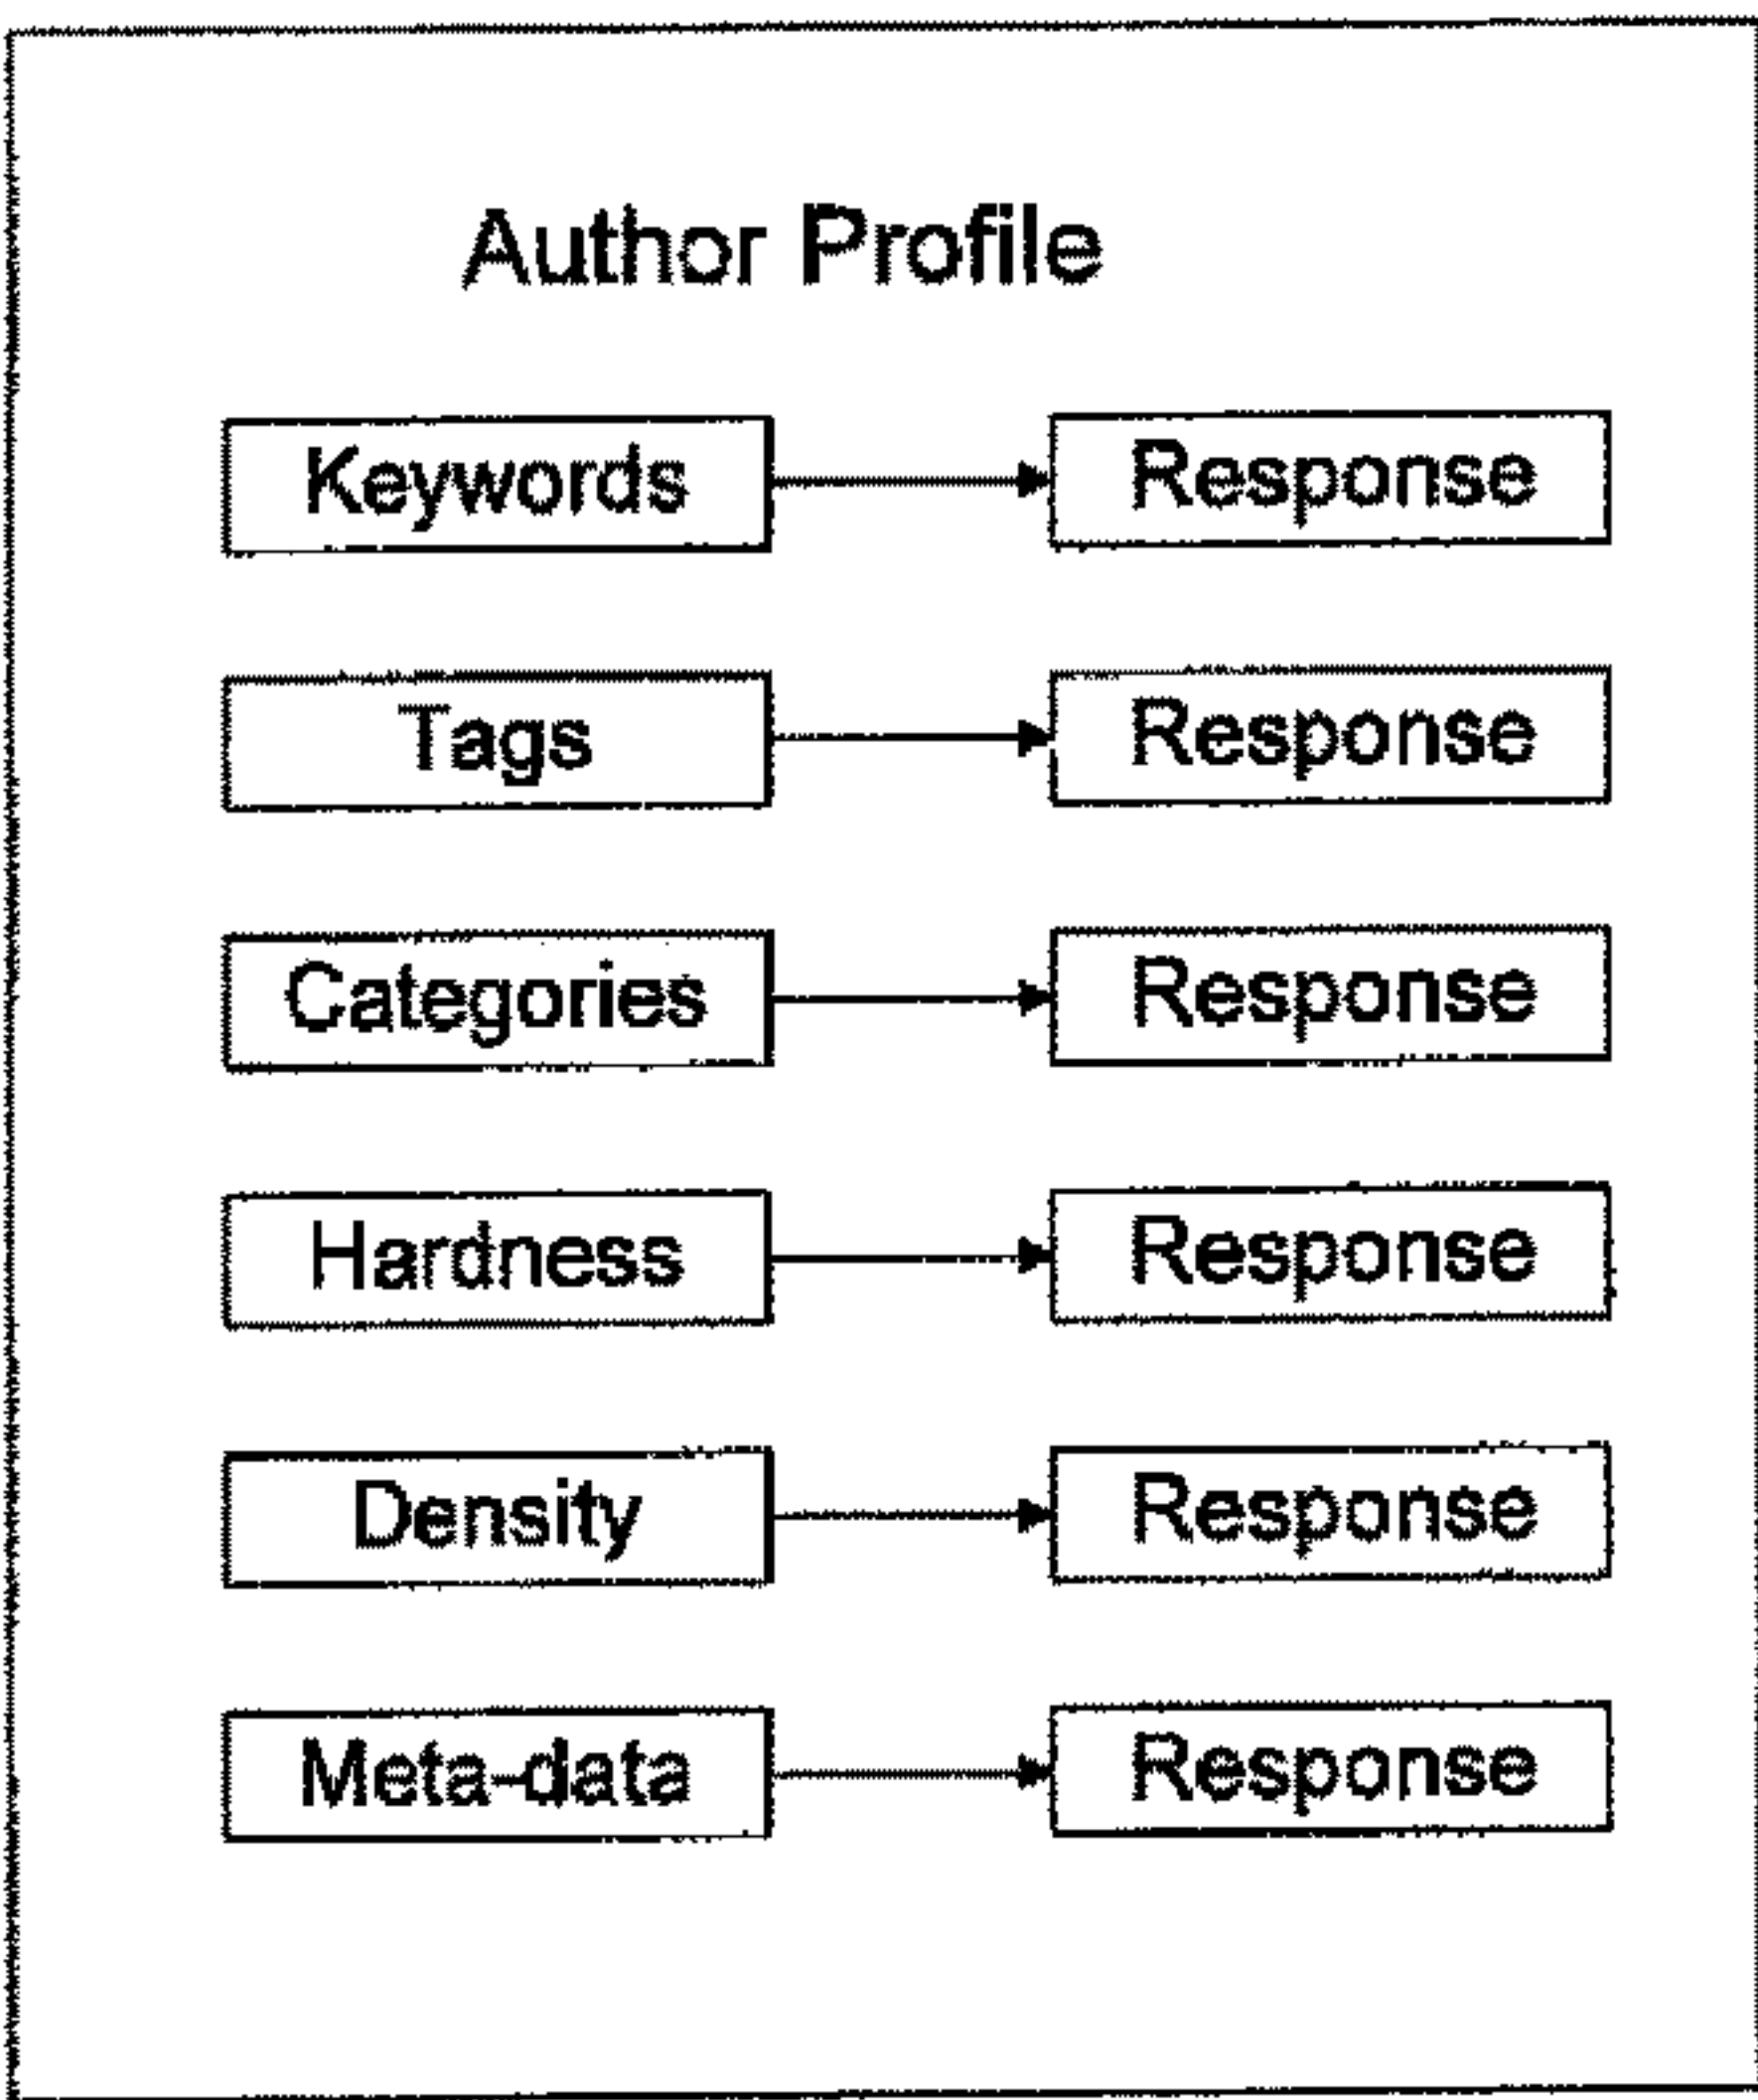 Author Profile
Keywords Response
Tags Response
Categories Response
Hardness Response
Density Response
Meta-data Response